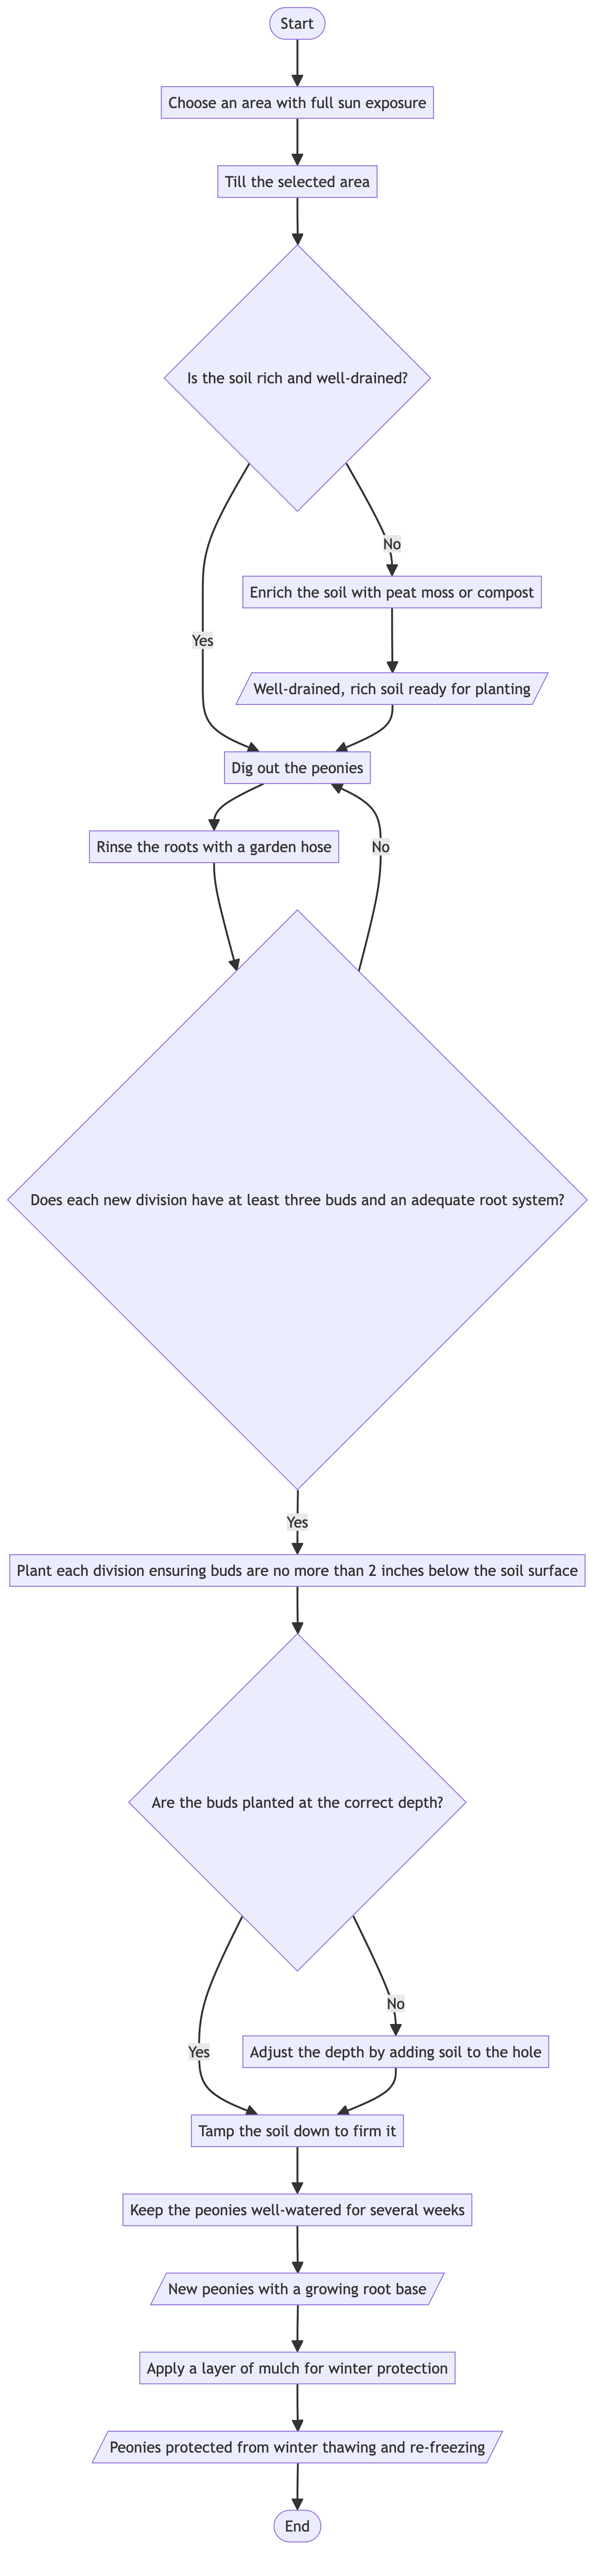 Start
Choose an area with full sun exposure
Till the selected area
Is the soil rich and well-drained?
No
Enrich the soil with peat moss or compost
Yes
Well-drained, rich soil ready for planting
Dig out the peonies
Rinse the roots with a garden hose
No
Does each new division have at least three buds and an adequate root system?
Yes
Plant each division ensuring buds are no more than 2 inches below the soil surface
Are the buds planted at the correct depth?
No
Yes
Adjust the depth by adding soil to the hole
Tamp the soil down to firm it
Keep the peonies well-watered for several weeks
New peonies with a growing root base
Apply a layer of mulch for winter protection
Peonies protected from winter thawing and re-freezing
End